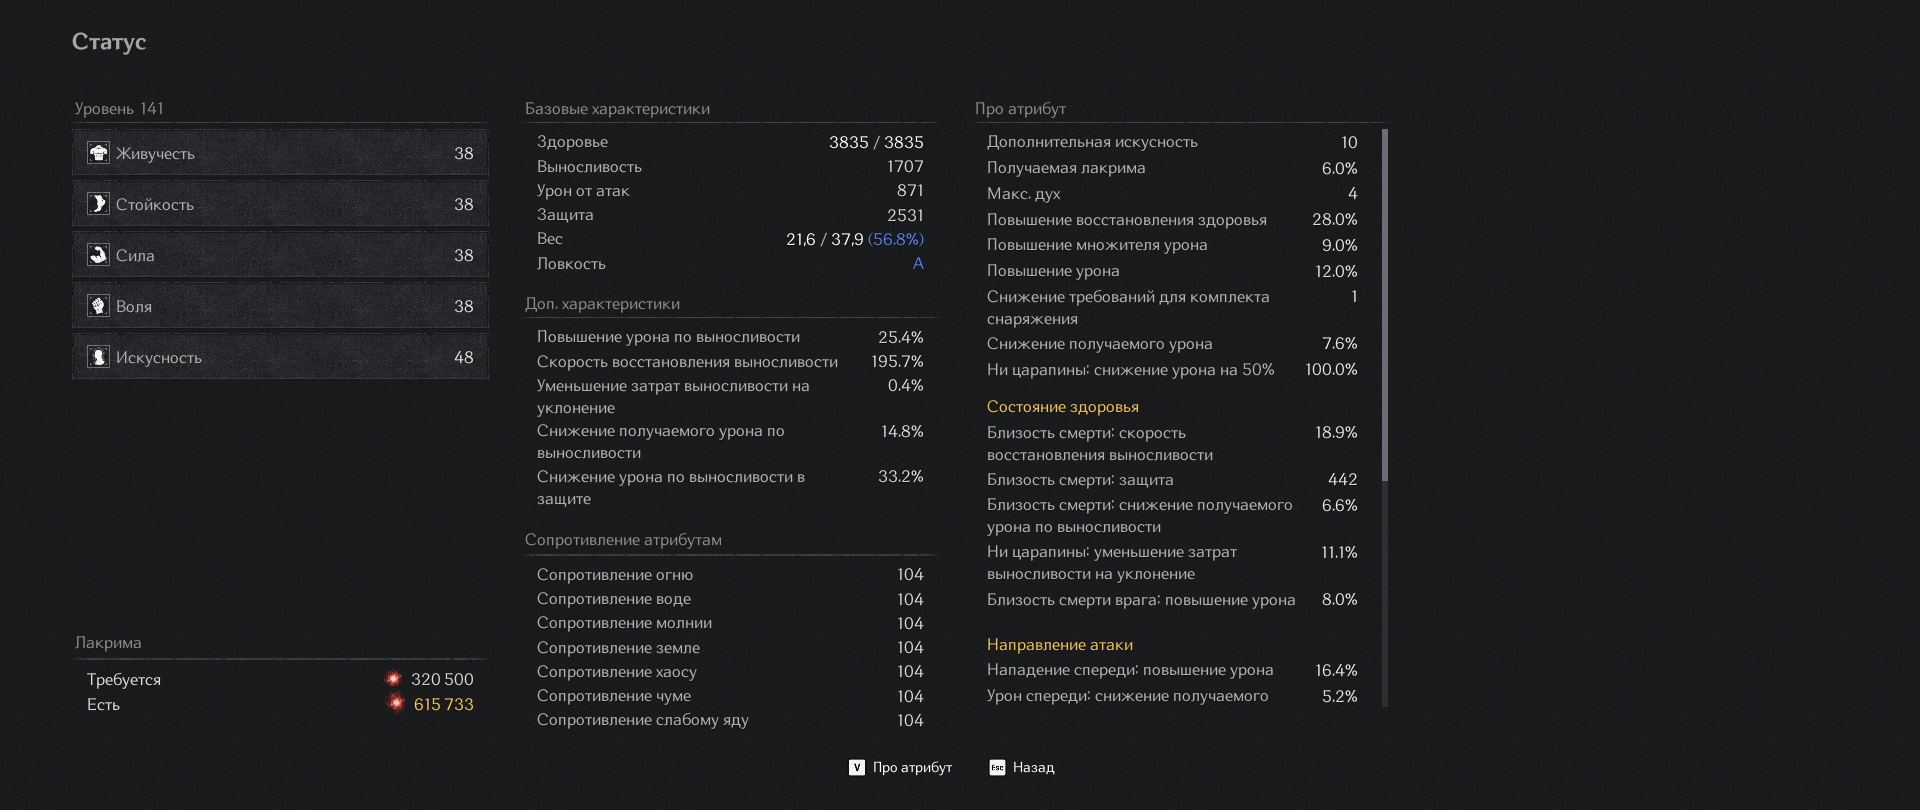 Статус
Уровень 141
Живучесть 38
Стойкость 38
Сила 38
Воля 38
Искусность 48
Лакрима
Требуется 320 500
Есть 615 733
Базовые характеристики
Здоровье 3835 / 3835
Выносливость 1707
Урон от атак 871
Защита 2531
Вес 21,6 / 37,9 (56.8%)
Ловкость A
Доп. характеристики
Повышение урона по выносливости 25.4%
Скорость восстановления выносливости 195.7%
Уменьшение затрат выносливости на 0.4%
уклонение
Снижение получаемого урона по 14.8%
выносливости
Снижение урона по выносливости в 33.2%
защите
Сопротивление атрибутам
Сопротивление огню 104
Сопротивление воде 104
Сопротивление молнии 104
Сопротивление земле 104
Сопротивление хаосу 104
Сопротивление чуме 104
Сопротивление слабому яду 104
Про атрибут
Дополнительная искусность 10
Получаемая лакрима 6.0%
Макс. дух 4
Повышение восстановления здоровья 28.0%
Повышение множителя урона 9.0%
Повышение урона 12.0%
Снижение требований для комплекта 1
снаряжения
Снижение получаемого урона 7.6%
Ни царапины: снижение урона на 50% 100.0%
Состояние здоровья
Близость смерти: скорость 18.9%
восстановления выносливости
Близость смерти: защита 442
Близость смерти: снижение получаемого 6.6%
урона по выносливости
Ни царапины: уменьшение затрат 11.1%
выносливости на уклонение
Близость смерти врага: повышение урона 8.0%
Направление атаки
Нападение спереди: повышение урона 16.4%
Урон спереди: снижение получаемого 5.2%
V Про атрибут
Esc Назад